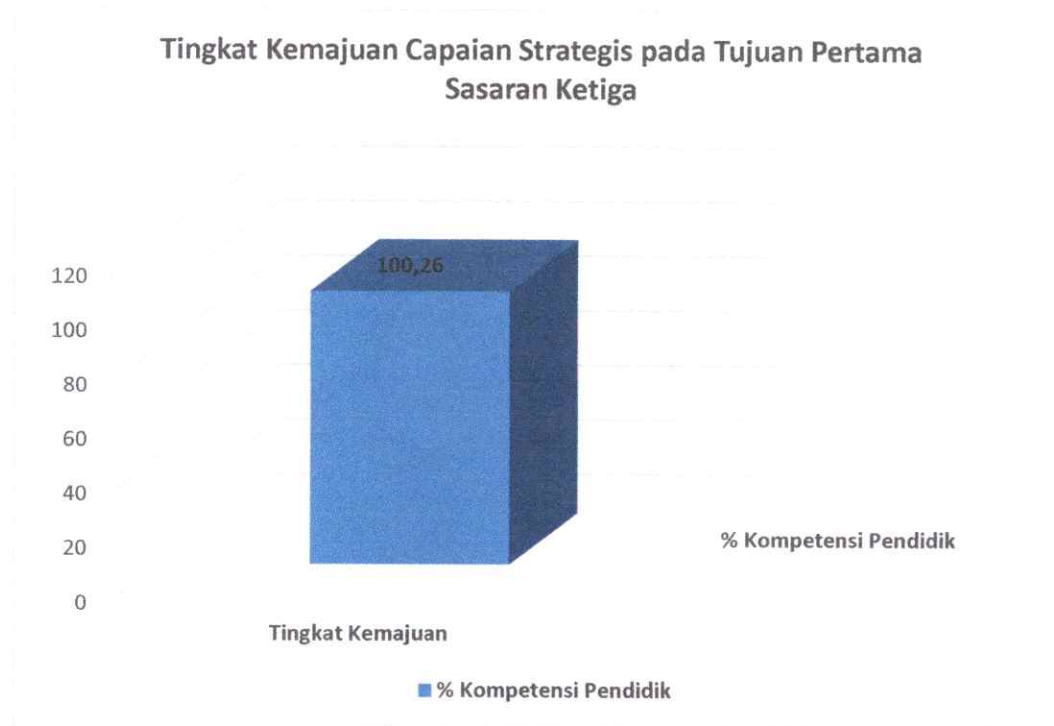 Tingkat Kemajuan Capaian Strategis pada Tujuan Pertama
Sasaran Ketiga
100,26
120
100
80
60
40
20
0
% Kompetensi Pendidik
Tingkat Kemajuan
% Kompetensi Pendidik